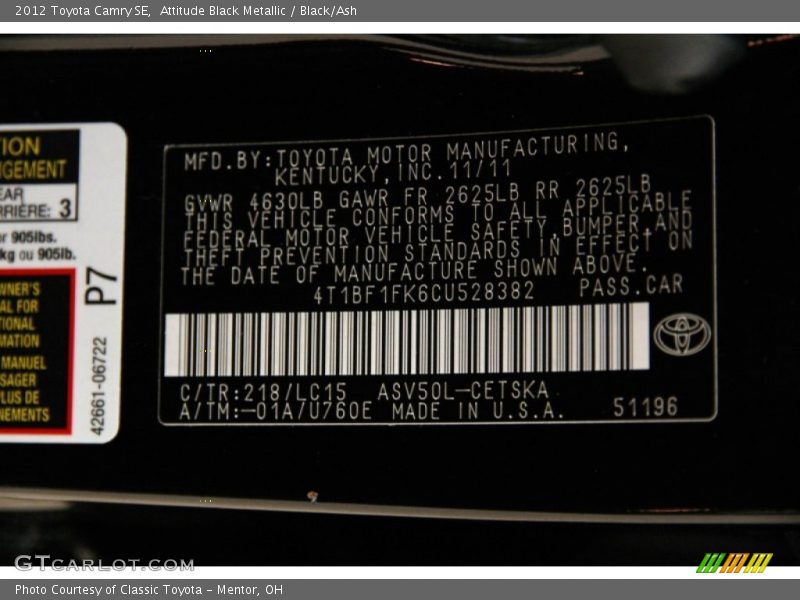 2012 Toyota Camry SE,  Attitude Black Metallic / Black/Ash
TION
NGEMENT
EAR
RRIÈRE: 3
or 905lbs.
kg ou 905lb.
WNER'S
AL FOR
TIONAL
MATION
MANUEL
SAGER
PLUS DE
NEMENTS
P7
42661-06722
MFD.BY:TOYOTA MOTOR MANUFACTURING,
KENTUCKY,INC.11/11
GVWR 4630LB GAWR FR 2625LB RR 2625LB
THIS VEHICLE CONFORMS TO ALL APPLICABLE
FEDERAL MOTOR VEHICLE SAFETY,BUMPER,AND
THEFT PREVENTION STANDARDS IN EFFECT ON
THE DATE OF MANUFACTURE SHOWN ABOVE.
4T1BF1FK6CU528382 PASS.CAR
C/TR:218/LC15 ASV50L-CETSKA
A/TM:-01A/U760E MADE IN U.S.A. 51196
GTCARLOT.COM
Photo Courtesy of Classic Toyota - Mentor, OH